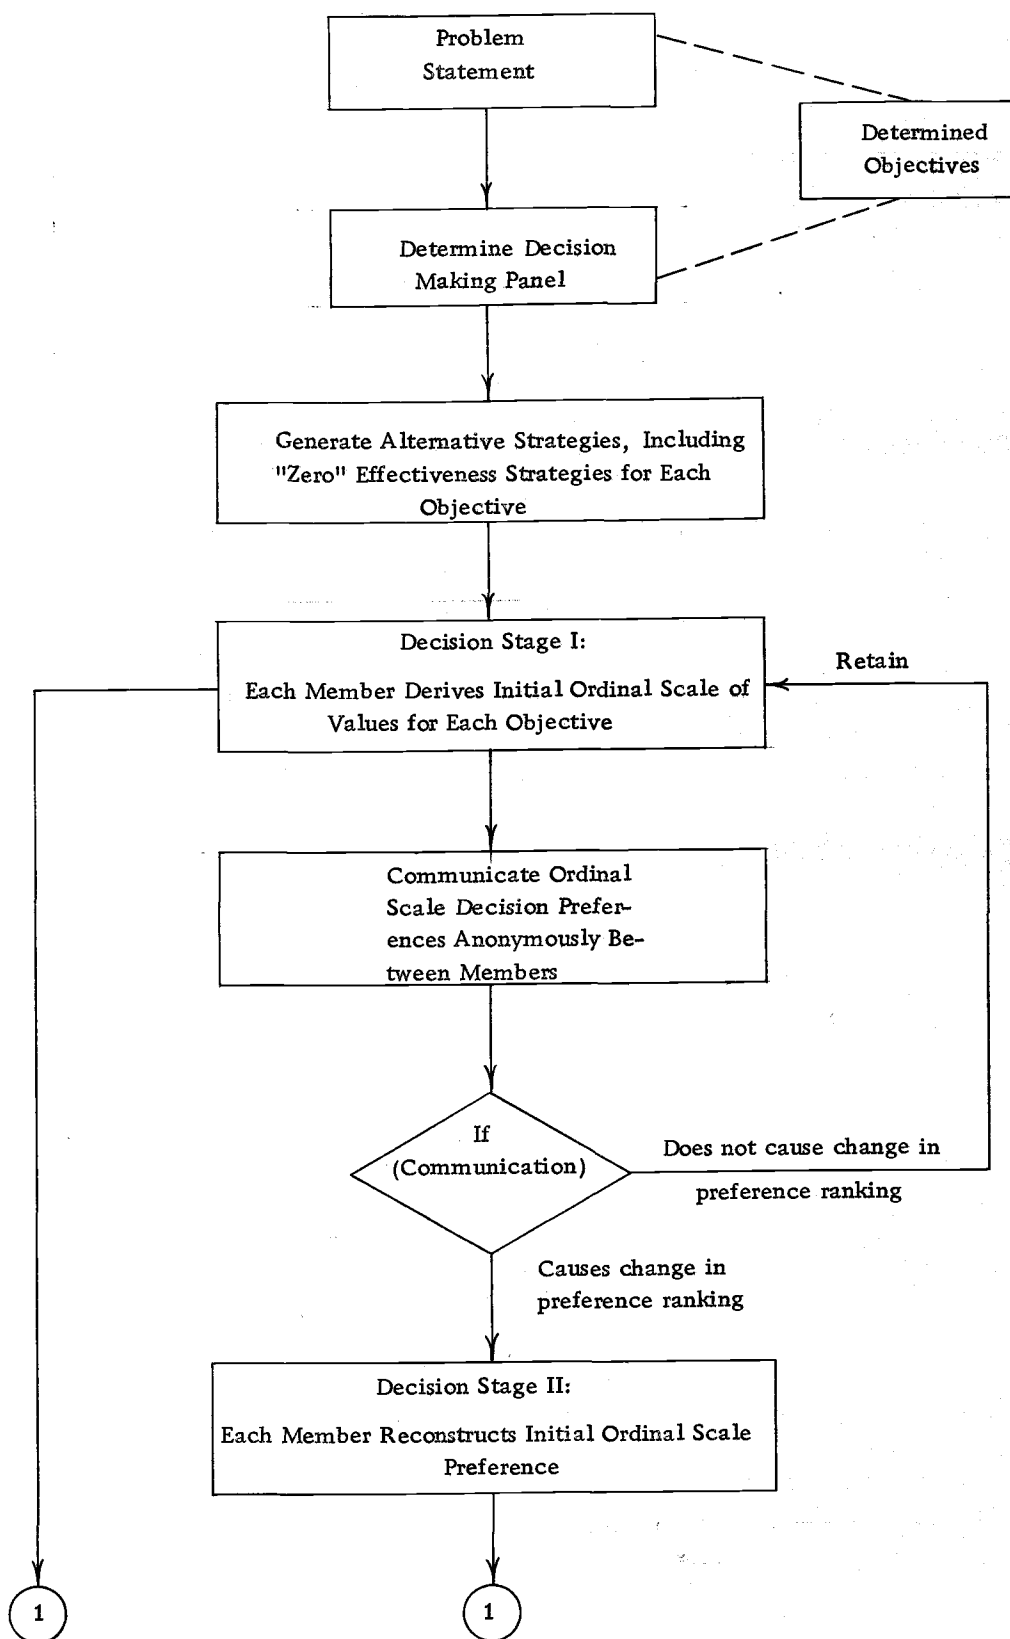 Problem
Statement
Determined
Objectives
Determine Decision
Making Panel
Generate Alternative Strategies, Including
"Zero" Effectiveness Strategies for Each
Objective
Decision Stage I:
Each Member Derives Initial Ordinal Scale of
Values for Each Objective
Retain
Communicate Ordinal
Scale Decision Prefer-
ences Anonymously Be-
tween Members
If
(Communication)
Does not cause change in
preference ranking
Causes change in
preference ranking
Decision Stage II:
Each Member Reconstructs Initial Ordinal Scale
Preference
1
1